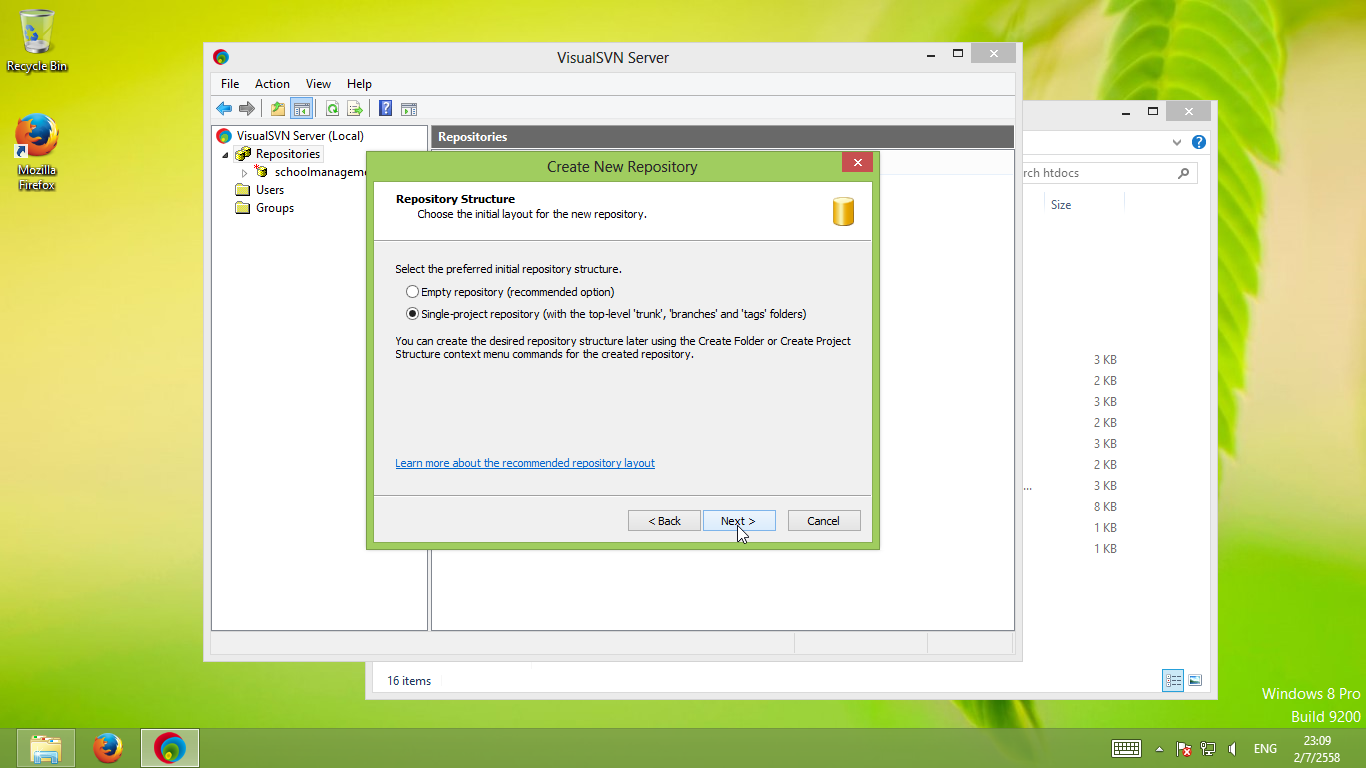 Recycle Bin
Mozilla
Firefox
VisualSVN Server
File Action View Help
VisualSVN Server (Local)
Repositories
schoolmanageme
Users
Groups
Repositories
Create New Repository
Repository Structure
Choose the initial layout for the new repository.
Select the preferred initial repository structure.
Empty repository (recommended option)
Single-project repository (with the top-level 'trunk', 'branches' and 'tags' folders)
You can create the desired repository structure later using the Create Folder or Create Project
Structure context menu commands for the created repository.
Learn more about the recommended repository layout
< Back
Next >
Cancel
rch htdocs
Size
3 KB
2 KB
3 KB
2 KB
3 KB
2 KB
... 3 KB
8 KB
1 KB
1 KB
16 items
Windows 8 Pro
Build 9200
ENG
23:09
2/7/2558